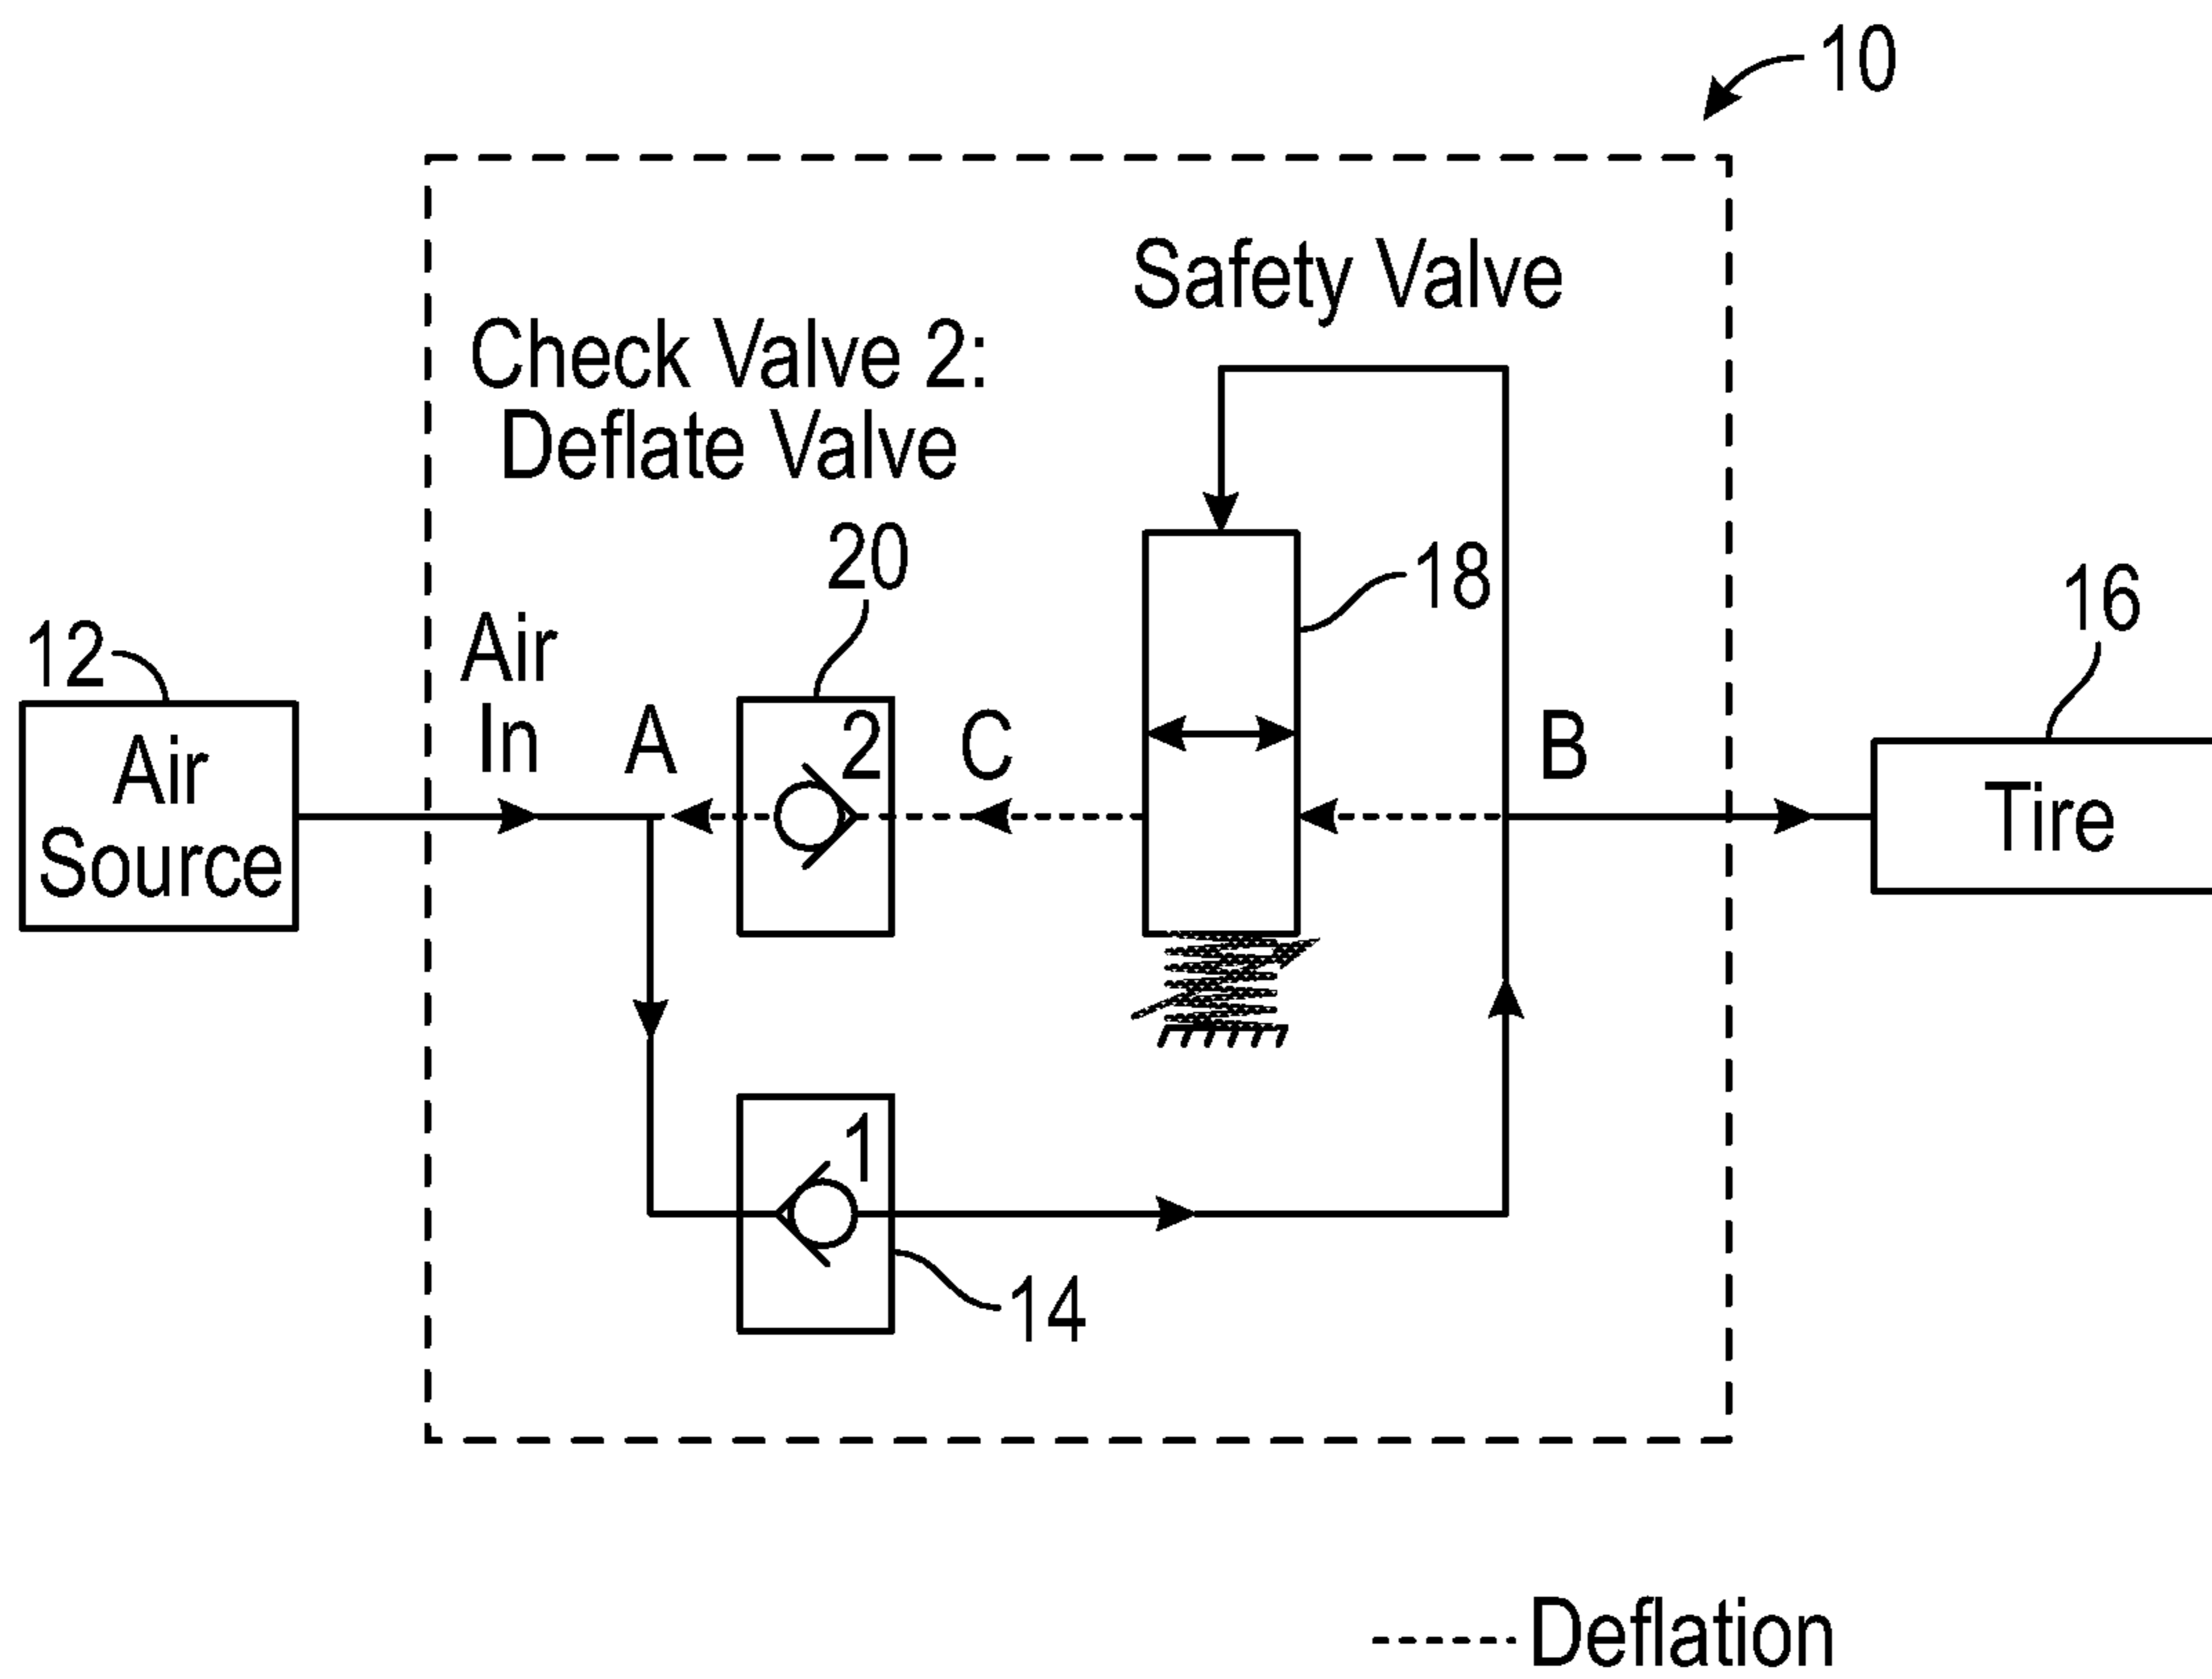 10
Safety Valve
Check Valve 2:
Deflate Valve
20
18
16
12
Air
In
A
2
C
B
Air
Source
Tire
1
14
Deflation